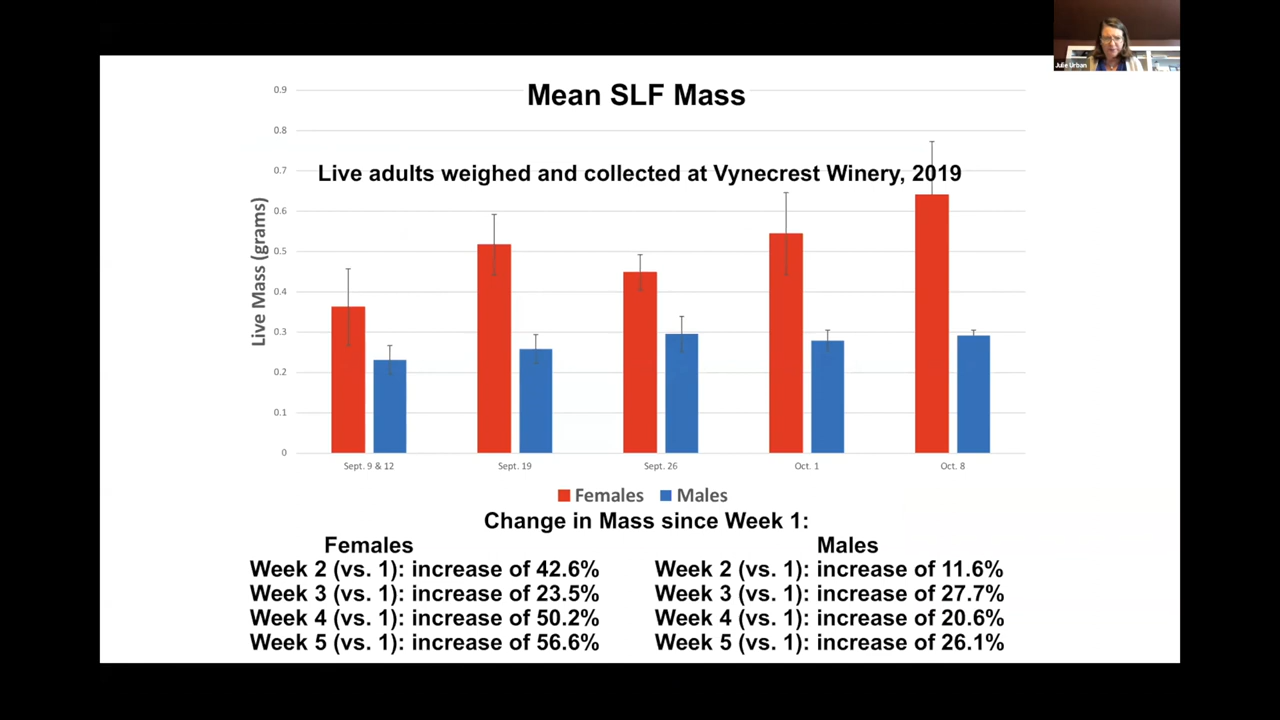 Julie Urban
Mean SLF Mass
Live adults weighed and collected at Vynecrest Winery, 2019
Live Mass (grams)
0.9
0.8
0.7
0.6
0.5
0.4
0.3
0.2
0.1
0
Sept. 9 & 12 Sept. 19 Sept. 26 Oct. 1 Oct. 8
Females Males
Change in Mass since Week 1:
Females Males
Week 2 (vs. 1): increase of 42.6% Week 2 (vs. 1): increase of 11.6%
Week 3 (vs. 1): increase of 23.5% Week 3 (vs. 1): increase of 27.7%
Week 4 (vs. 1): increase of 50.2% Week 4 (vs. 1): increase of 20.6%
Week 5 (vs. 1): increase of 56.6% Week 5 (vs. 1): increase of 26.1%